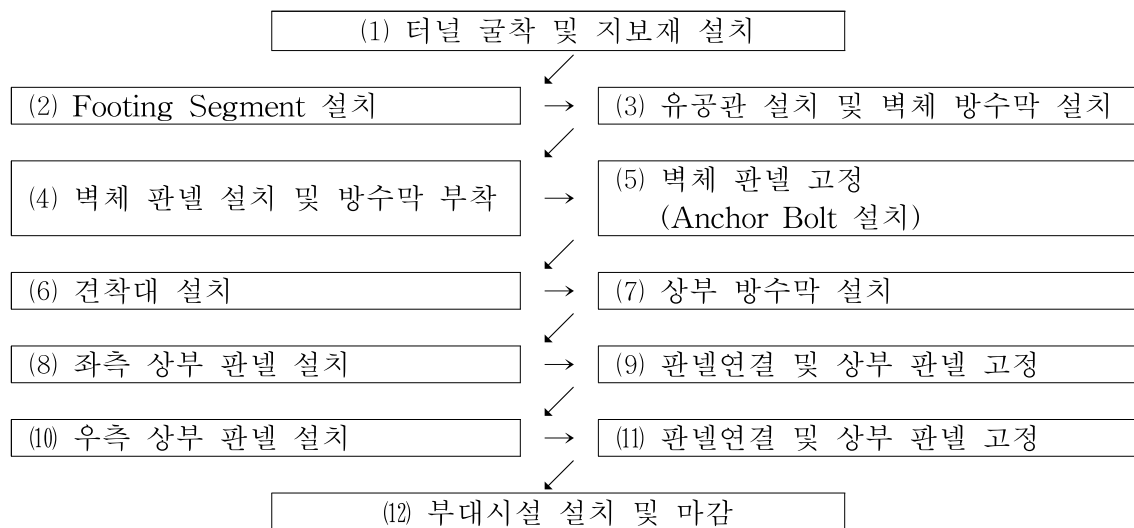 (1) 터널 굴착 및 지보재 설치
(2) Footing Segment 설치
(3) 유공관 설치 및 벽체 방수막 설치
(4) 벽체 판넬 설치 및 방수막 부착
(5) 벽체 판넬 고정
(Anchor Bolt 설치)
(6) 견착대 설치
(7) 상부 방수막 설치
(8) 좌측 상부 판넬 설치
(9) 판넬연결 및 상부 판넬 고정
(10) 우측 상부 판넬 설치
(11) 판넬연결 및 상부 판넬 고정
(12) 부대시설 설치 및 마감